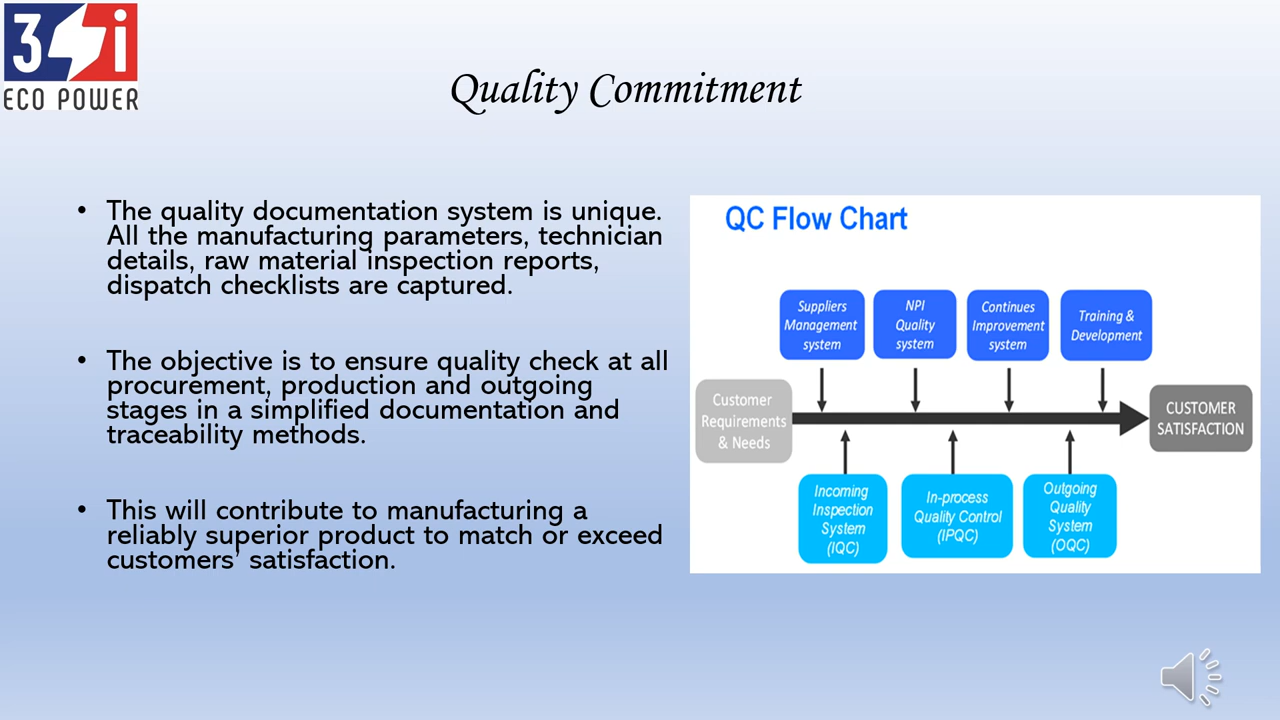 3i
ECO POWER
Quality Commitment
• The quality documentation system is unique.
All the manufacturing parameters, technician
details, raw material inspection reports,
dispatch checklists are captured.
• The objective is to ensure quality check at all
procurement, production and outgoing
stages in a simplified documentation and
traceability methods.
• This will contribute to manufacturing a
reliably superior product to match or exceed
customers’ satisfaction.
QC Flow Chart
Suppliers
Management
system
NPI
Quality
system
Continues
Improvement
system
Training &
Development
Customer
Requirements
& Needs
CUSTOMER
SATISFACTION
Incoming
Inspection
System
(IQC)
In-process
Quality Control
(IPQC)
Outgoing
Quality
System
(OQC)